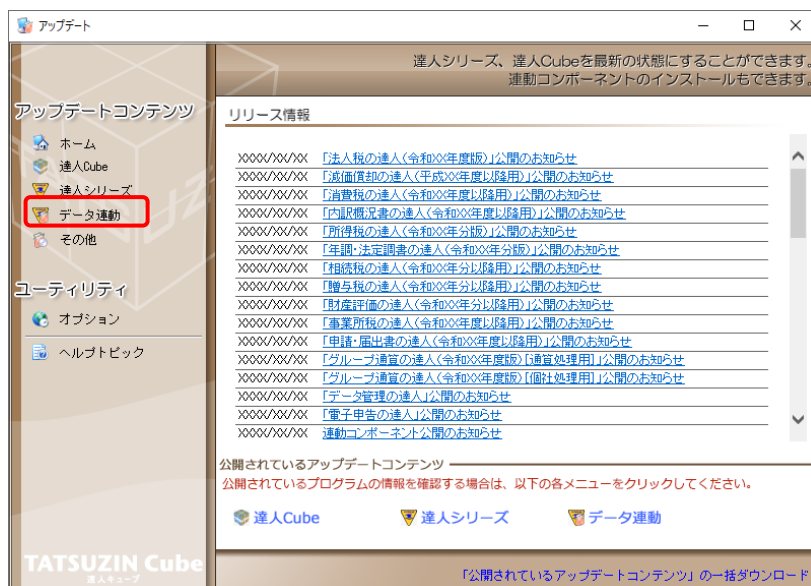 アップデート
達人シリーズ、達人Cubeを最新の状態にすることができます。
連動コンポーネントのインストールもできます。
アップデートコンテンツ
ホーム
達人Cube
達人シリーズ
データ連動
その他
ユーティリティ
オプション
ヘルプトピック
リリース情報
XXXX/XX/XX 「法人税の達人(令和XX年度版)」公開のお知らせ
XXXX/XX/XX 「減価償却の達人(平成XX年度以降用)」公開のお知らせ
XXXX/XX/XX 「消費税の達人(令和XX年度以降用)」公開のお知らせ
XXXX/XX/XX 「内訳概況書の達人(令和XX年度以降用)」公開のお知らせ
XXXX/XX/XX 「所得税の達人(令和XX年分版)」公開のお知らせ
XXXX/XX/XX 「年調・法定調書の達人(令和XX年分版)」公開のお知らせ
XXXX/XX/XX 「相続税の達人(令和XX年分以降用)」公開のお知らせ
XXXX/XX/XX 「贈与税の達人(令和XX年分以降用)」公開のお知らせ
XXXX/XX/XX 「財産評価の達人(令和XX年分以降用)」公開のお知らせ
XXXX/XX/XX 「事業所税の達人(令和XX年度以降用)」公開のお知らせ
XXXX/XX/XX 「申請・届出書の達人(令和XX年度以降用)」公開のお知らせ
XXXX/XX/XX 「グループ通算の達人(令和XX年度版)[通算処理用]」公開のお知らせ
XXXX/XX/XX 「グループ通算の達人(令和XX年度版)[個社処理用]」公開のお知らせ
XXXX/XX/XX 「データ管理の達人」公開のお知らせ
XXXX/XX/XX 「電子申告の達人」公開のお知らせ
XXXX/XX/XX 連動コンポーネント公開のお知らせ
公開されているアップデートコンテンツ
公開されているプログラムの情報を確認する場合は、以下の各メニューをクリックしてください。
達人Cube 達人シリーズ データ連動
TATSUZIN Cube
達人キューブ
「公開されているアップデートコンテンツ」の一括ダウンロード